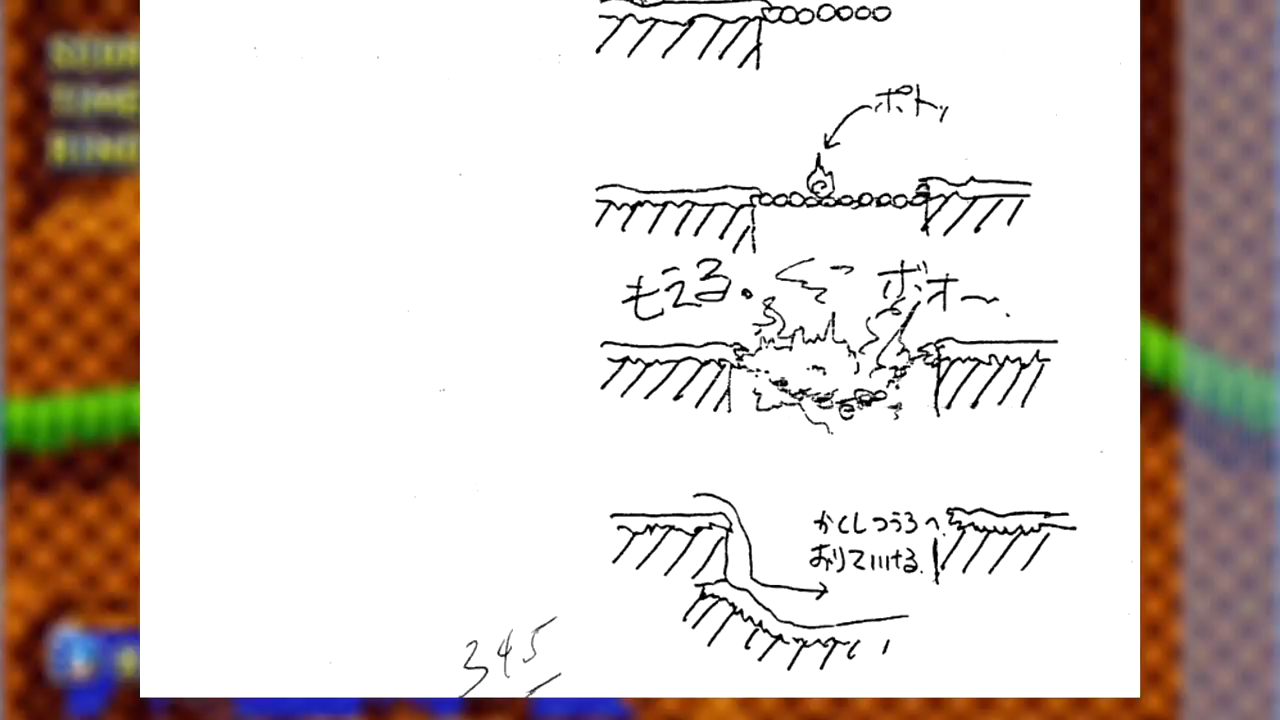 ポトッ
もえる。 ボオ〜.
かくしつうろへ
おりていける.
345